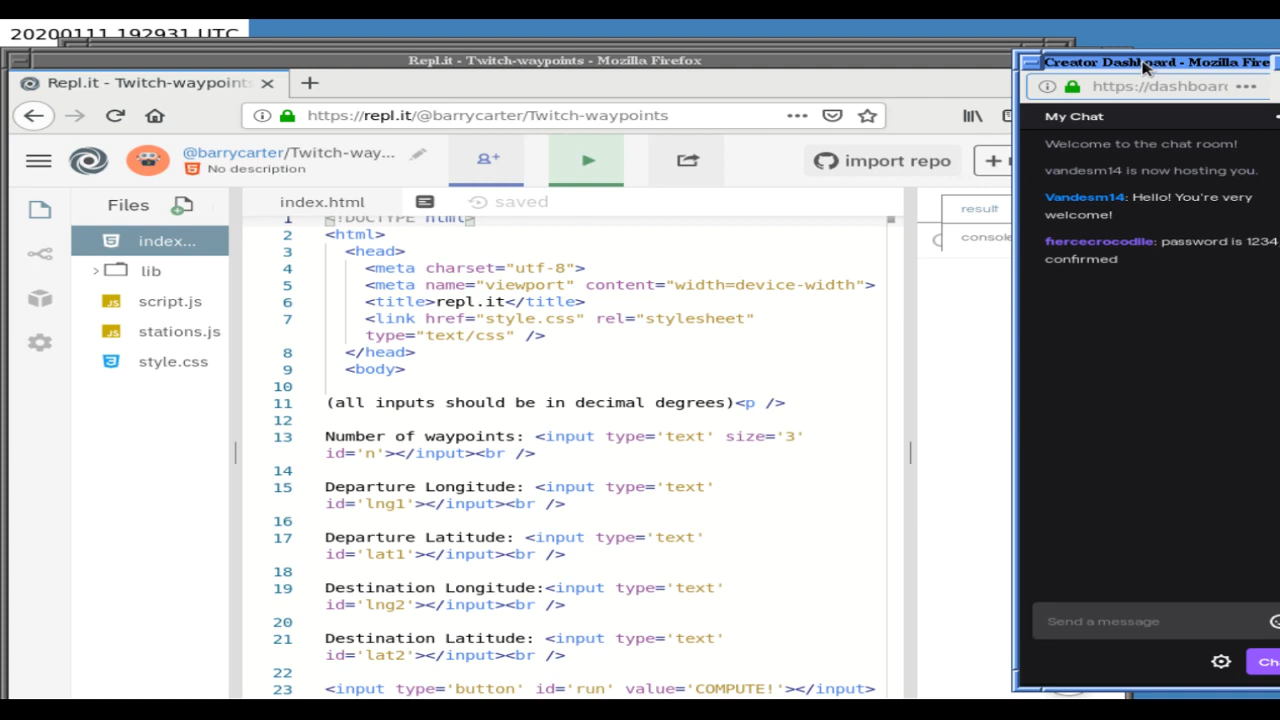 20200111 192931 UTC
Repl.it - Twitch-waypoints - Mozilla Firefox
Repl.it - Twitch-waypoint
https://repl.it/@barrycarter/Twitch-waypoints
@barrycarter/Twitch-way...
No description
import repo
Files
index...
lib
script.js
stations.js
style.css
index.html
saved
1 <!DOCTYPE html>
2 <html>
3 <head>
4 <meta charset="utf-8">
5 <meta name="viewport" content="width=device-width">
6 <title>repl.it</title>
7 <link href="style.css" rel="stylesheet"
type="text/css" />
8 </head>
9 <body>
10
11 (all inputs should be in decimal degrees)<p />
12
13 Number of waypoints: <input type='text' size='3'
id='n'></input><br />
14
15 Departure Longitude: <input type='text'
id='lng1'></input><br />
16
17 Departure Latitude: <input type='text'
id='lat1'></input><br />
18
19 Destination Longitude:<input type='text'
id='lng2'></input><br />
20
21 Destination Latitude: <input type='text'
id='lat2'></input><br />
22
23 <input type='button' id='run' value='COMPUTE!'></input>
result
console
Creator Dashboard - Mozilla Fire
https://dashboar
My Chat
Welcome to the chat room!
vandesm14 is now hosting you.
Vandesm14: Hello! You're very
welcome!
fiercecrocodile: password is 1234
confirmed
Send a message
Ch